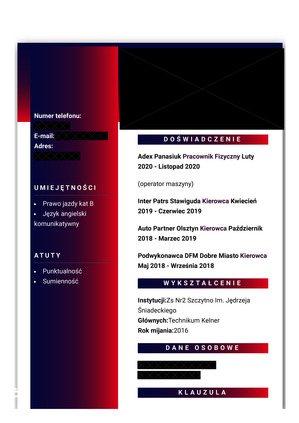 Numer telefonu:
E-mail:
Adres:
UMIEJĘTNOŚCI
• Prawo jazdy kat B
• Język angielski
komunikatywny
ATUTY
• Punktualność
• Sumienność
DOŚWIADCZENIE
Adex Panasiuk Pracownik Fizyczny Luty
2020 - Listopad 2020
(operator maszyny)
Inter Patrs Stawiguda Kierowca Kwiecień
2019 - Czerwiec 2019
Auto Partner Olsztyn Kierowca Październik
2018 - Marzec 2019
Podwykonawca DFM Dobre Miasto Kierowca
Maj 2018 - Wrzesień 2018
WYKSZTAŁCENIE
Instytucji:Zs Nr2 Szczytno Im. Jędrzeja
Śniadeckiego
Głównych:Technikum Kelner
Rok mijania:2016
DANE OSOBOWE
KLAUZULA